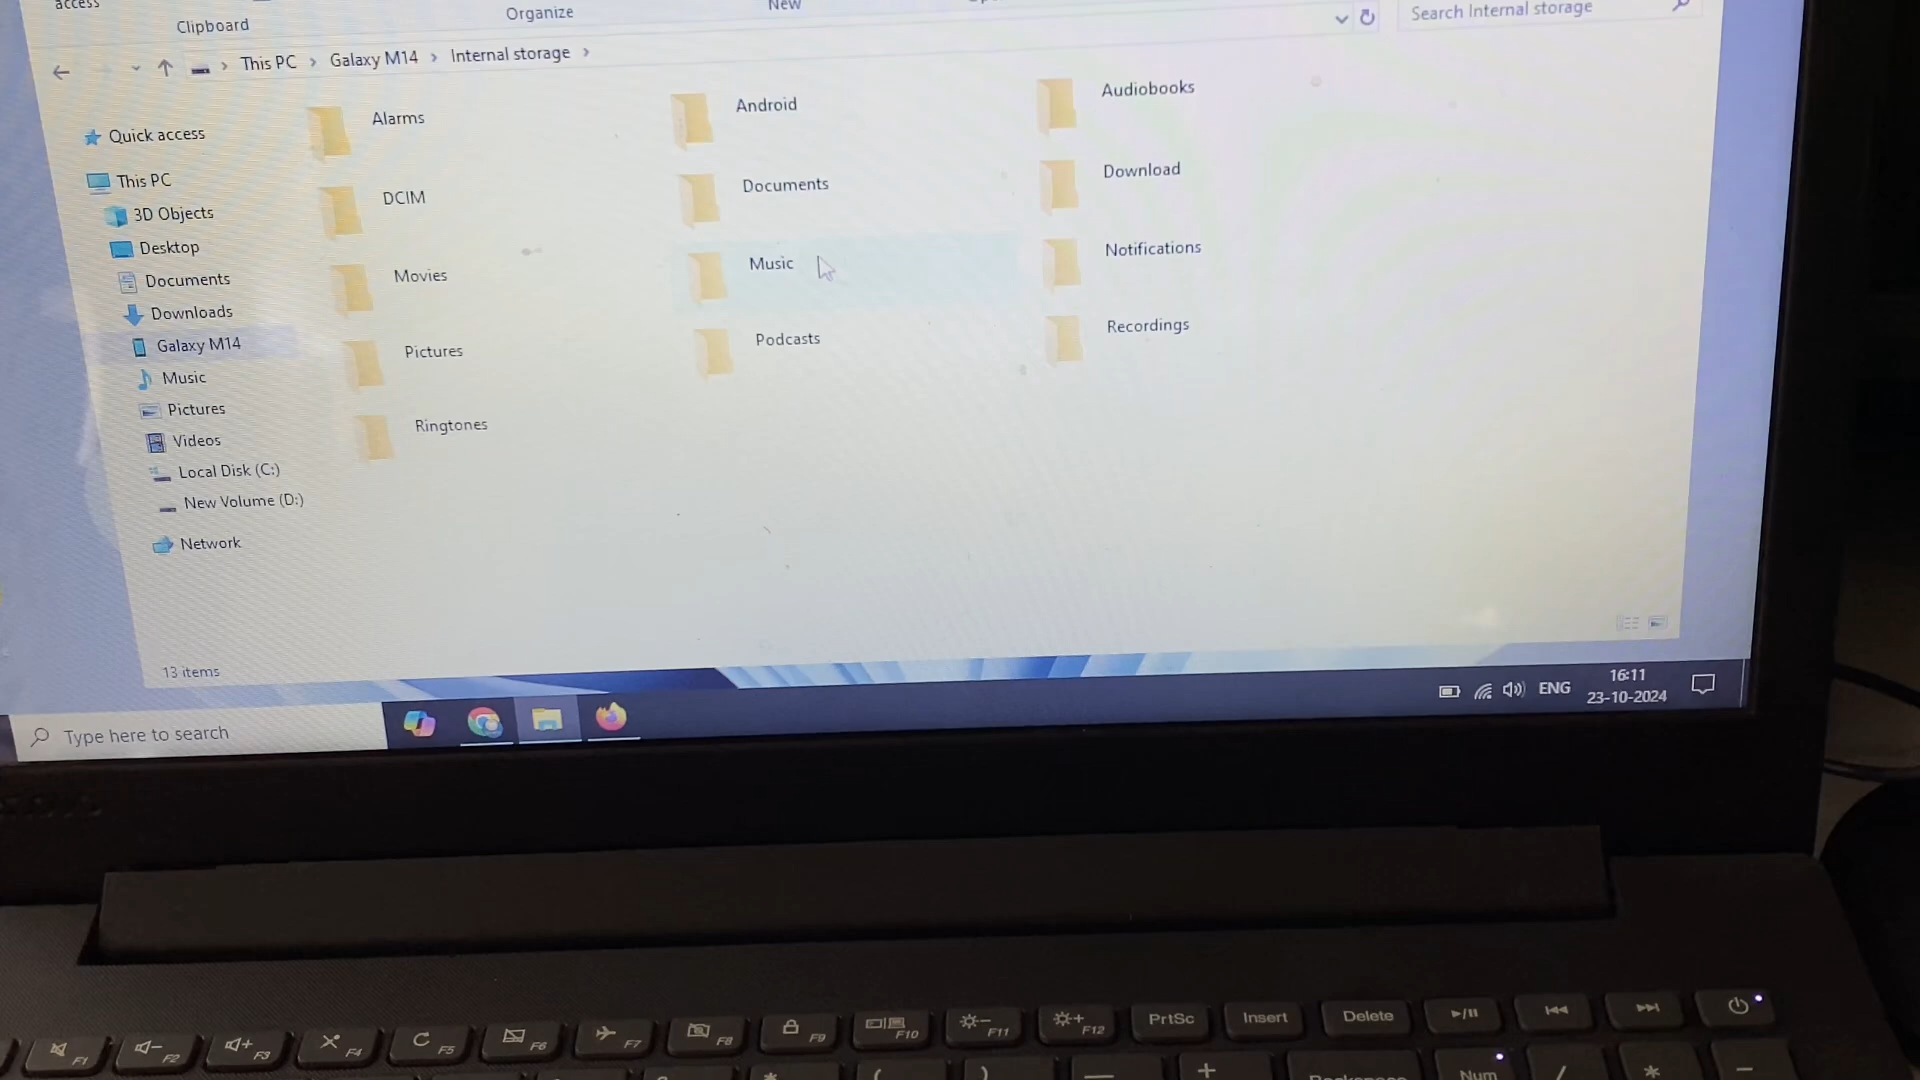 access
Clipboard
Organize
New
Search Internal storage
This PC > Galaxy M14 > Internal storage >
Quick access
This PC
3D Objects
Desktop
Documents
Downloads
Galaxy M14
Music
Pictures
Videos
Local Disk (C:)
New Volume (D:)
Network
Alarms
Android
Audiobooks
DCIM
Documents
Download
Movies
Music
Notifications
Pictures
Podcasts
Recordings
Ringtones
13 items
Type here to search
ENG
16:11
23-10-2024
F1 F2 F3 F4 F5 F6 F7 F8 F9 F10 F11 F12 PrtSc Insert Delete
Backspace Num / * -